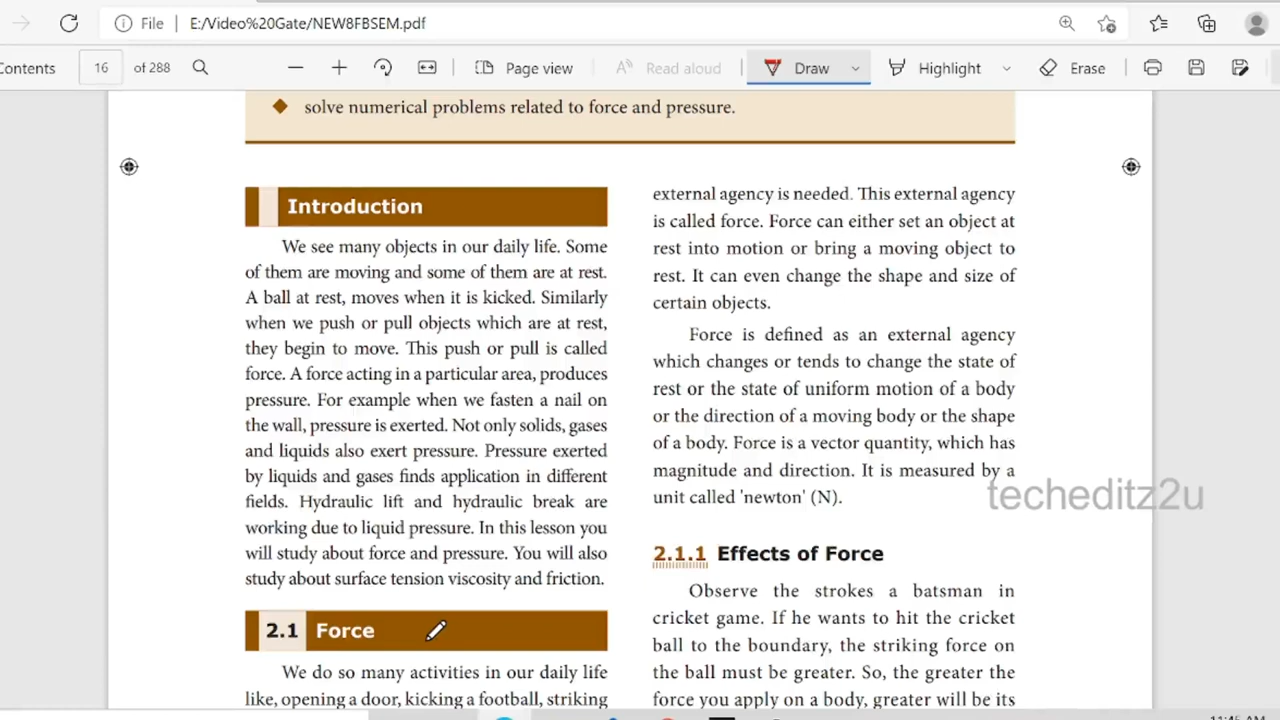 File
E:/Video%20Gate/NEW8FBSEM.pdf
Contents
16
of 288
Page view
Read aloud
Draw
Highlight
Erase
solve numerical problems related to force and pressure.
Introduction
We see many objects in our daily life. Some
of them are moving and some of them are at rest.
A ball at rest, moves when it is kicked. Similarly
when we push or pull objects which are at rest,
they begin to move. This push or pull is called
force. A force acting in a particular area, produces
pressure. For example when we fasten a nail on
the wall, pressure is exerted. Not only solids, gases
and liquids also exert pressure. Pressure exerted
by liquids and gases finds application in different
fields. Hydraulic lift and hydraulic break are
working due to liquid pressure. In this lesson you
will study about force and pressure. You will also
study about surface tension viscosity and friction.
2.1 Force
We do so many activities in our daily life
like, opening a door, kicking a football, striking
external agency is needed. This external agency
is called force. Force can either set an object at
rest into motion or bring a moving object to
rest. It can even change the shape and size of
certain objects.
Force is defined as an external agency
which changes or tends to change the state of
rest or the state of uniform motion of a body
or the direction of a moving body or the shape
of a body. Force is a vector quantity, which has
magnitude and direction. It is measured by a
unit called 'newton' (N).
techeditz2u
2.1.1 Effects of Force
Observe the strokes a batsman in
cricket game. If he wants to hit the cricket
ball to the boundary, the striking force on
the ball must be greater. So, the greater the
force you apply on a body, greater will be its